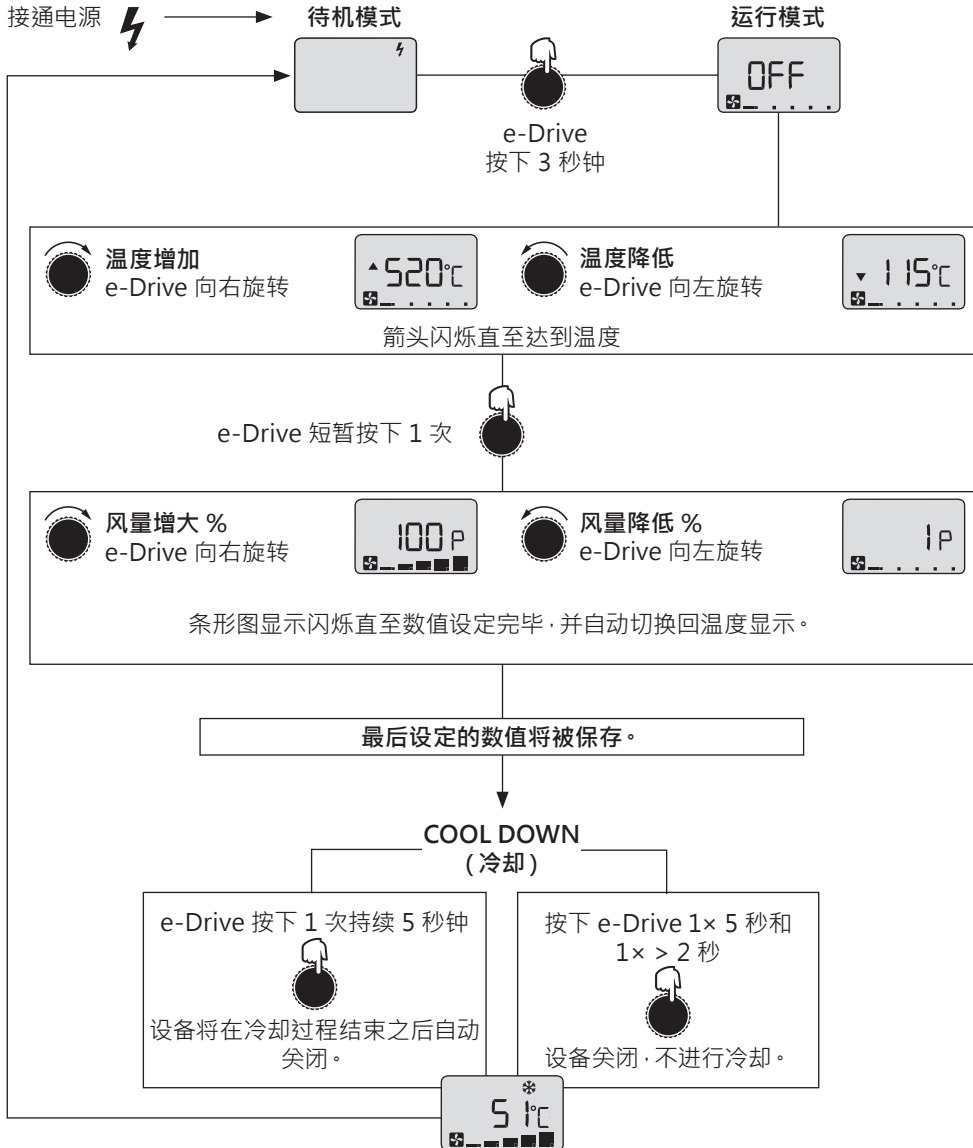 接通电源
待机模式
运行模式
OFF
e-Drive
按下 3 秒钟
温度增加
e-Drive 向右旋转
520°C
温度降低
e-Drive 向左旋转
115°C
箭头闪烁直至达到温度
e-Drive 短暂按下 1 次
风量增大 %
e-Drive 向右旋转
100 P
风量降低 %
e-Drive 向左旋转
1 P
条形图显示闪烁直至数值设定完毕，并自动切换回温度显示。
最后设定的数值将被保存。
COOL DOWN
(冷却)
e-Drive 按下 1 次持续 5 秒钟
设备将在冷却过程结束之后自动
关闭。
按下 e-Drive 1× 5 秒和
1× > 2 秒
设备关闭，不进行冷却。
51°C